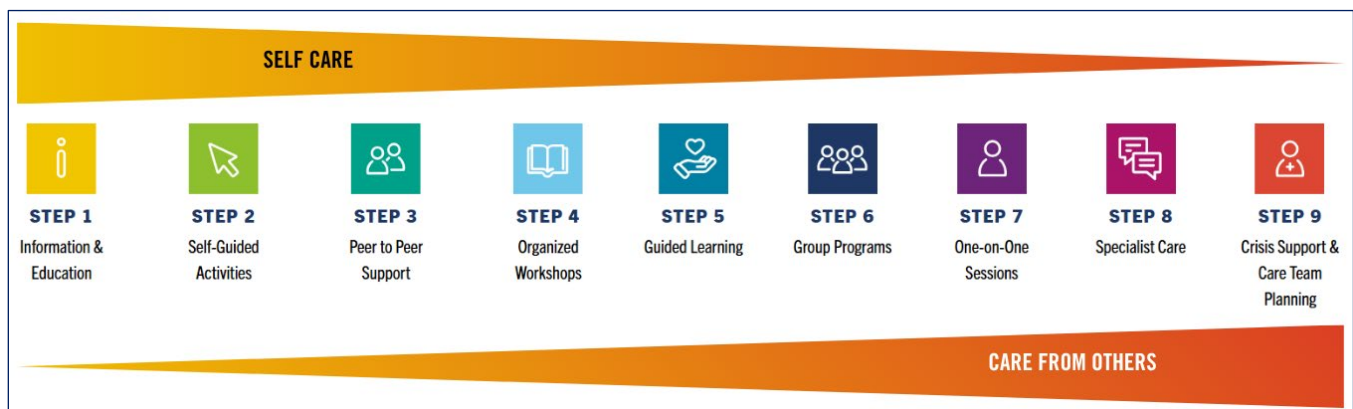 SELF CARE
STEP 1
Information &
Education
STEP 2
Self-Guided
Activities
STEP 3
Peer to Peer
Support
STEP 4
Organized
Workshops
STEP 5
Guided Learning
STEP 6
Group Programs
STEP 7
One-on-One
Sessions
STEP 8
Specialist Care
STEP 9
Crisis Support &
Care Team
Planning
CARE FROM OTHERS